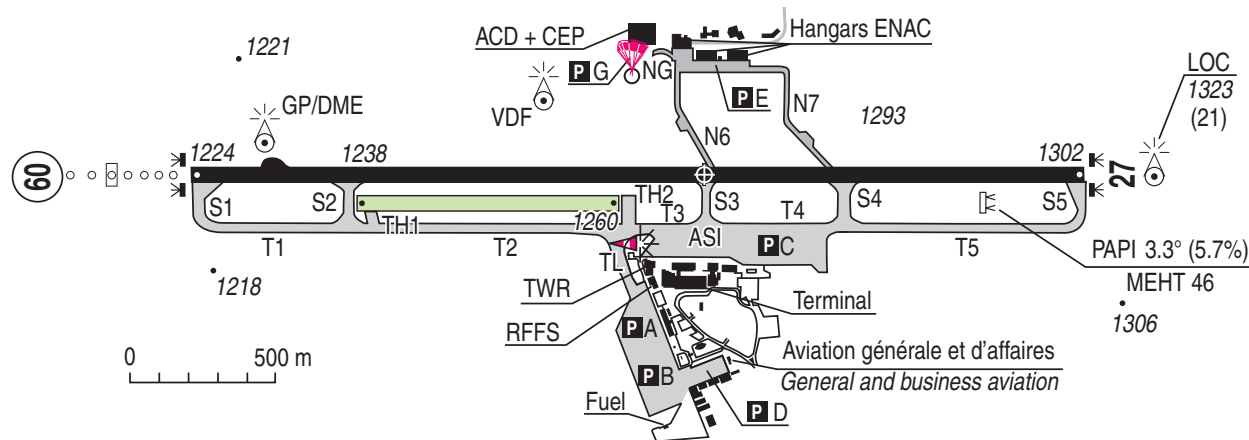 ACD + CEP
Hangars ENAC
1221
P G
NG
LOC
1323
(21)
GP/DME
VDF
P E
N7
1293
N6
1224
1238
1302
09
27
S1
S2
TH2
T3
S3
T4
S4
S5
TH1
1260
T1
T2
ASI
P C
T5
TL
PAPI 3.3° (5.7%)
MEHT 46
1218
TWR
Terminal
1306
RFFS
P A
0
500 m
Aviation générale et d'affaires
General and business aviation
P B
Fuel
P D